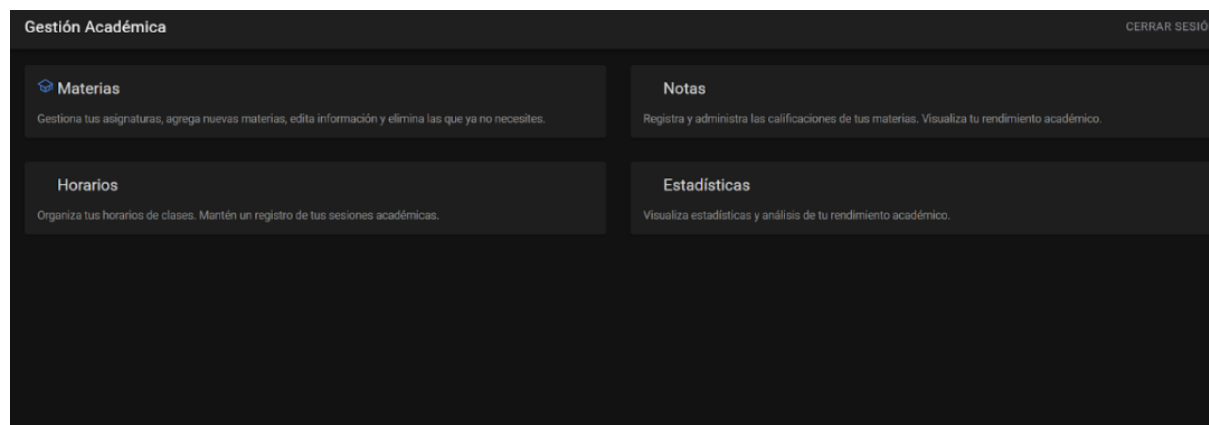 Gestión Académica
CERRAR SESIÓ
Materias
Gestiona tus asignaturas, agrega nuevas materias, edita información y elimina las que ya no necesites.
Notas
Registra y administra las calificaciones de tus materias. Visualiza tu rendimiento académico.
Horarios
Organiza tus horarios de clases. Mantén un registro de tus sesiones académicas.
Estadísticas
Visualiza estadísticas y análisis de tu rendimiento académico.